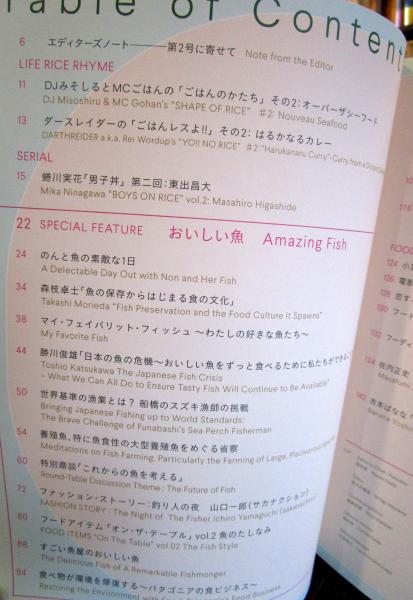 Table of Content
6 エディターズノート───第2号に寄せて Note from the Editor
LIFE RICE RHYME
11 DJみそしるとMCごはんの「ごはんのかたち」 その2:オーバーザシーフード
DJ Misoshiru & MC Gohan's "SHAPE OF RICE" #2: Nouveau Seafood
13 ダースレイダーの「ごはんレスよ!!」 その2: はるかなるカレー
DARTHREIDER a.k.a. Rei Wordup's "YO!! NO RICE" #2:"Harukanaru Curry"-Curry from a
SERIAL
15 蜷川実花「男子丼」 第二回:東出昌大
Mika Ninagawa "BOYS ON RICE" vol.2: Masahiro Higashide
22 SPECIAL FEATURE おいしい魚 Amazing Fish
24 のんと魚の素敵な1日
A Delectable Day Out with Non and Her Fish
34 森枝卓士「魚の保存からはじまる食の文化」
Takashi Morieda "Fish Preservation and the Food Culture It Spawns"
38 マイ・フェイバリット・フィッシュ 〜わたしの好きな魚たち〜
My Favorite Fish
44 勝川俊雄「日本の魚の危機〜おいしい魚をずっと食べるために私たちができる
Toshio Katsukawa The Japanese Fish Crisis
~ What We Can All Do to Ensure Tasty Fish Will Continue to Be Available"
50 世界基準の漁業とは? 船橋のスズキ漁師の挑戦
Bringing Japanese Fishing up to World Standards:
The Brave Challenge of Funabashi's Sea Perch Fisherman
54 養殖魚、特に魚食性の大型養殖魚をめぐる省察
Meditations on Fish Farming, Particularly the Farming of Large, Piscivorous
60 特別鼎談「これからの魚を考える」
Round-Table Discussion Theme : The Future of Fish
72 ファッション・ストーリー:釣り人の夜 山口一郎(サカナクション)
FASHION STORY : The Night of The Fisher Ichiro Yamaguchi (sakanaction)
80 フードアイテム「オン・ザ・テーブル」 vol.2 魚のたしなみ
FOOD ITEMS "On The Table" vol.02 The Fish Style
88 すごい魚屋のおいしい魚
The Delicious Fish of A Remarkable Fishmonger
94 食べ物が環境を修復する〜パタゴニアの食ビジネス〜
Restoring the Environment with Food Business
116
FOOD
124
126
128
130
132
134
143